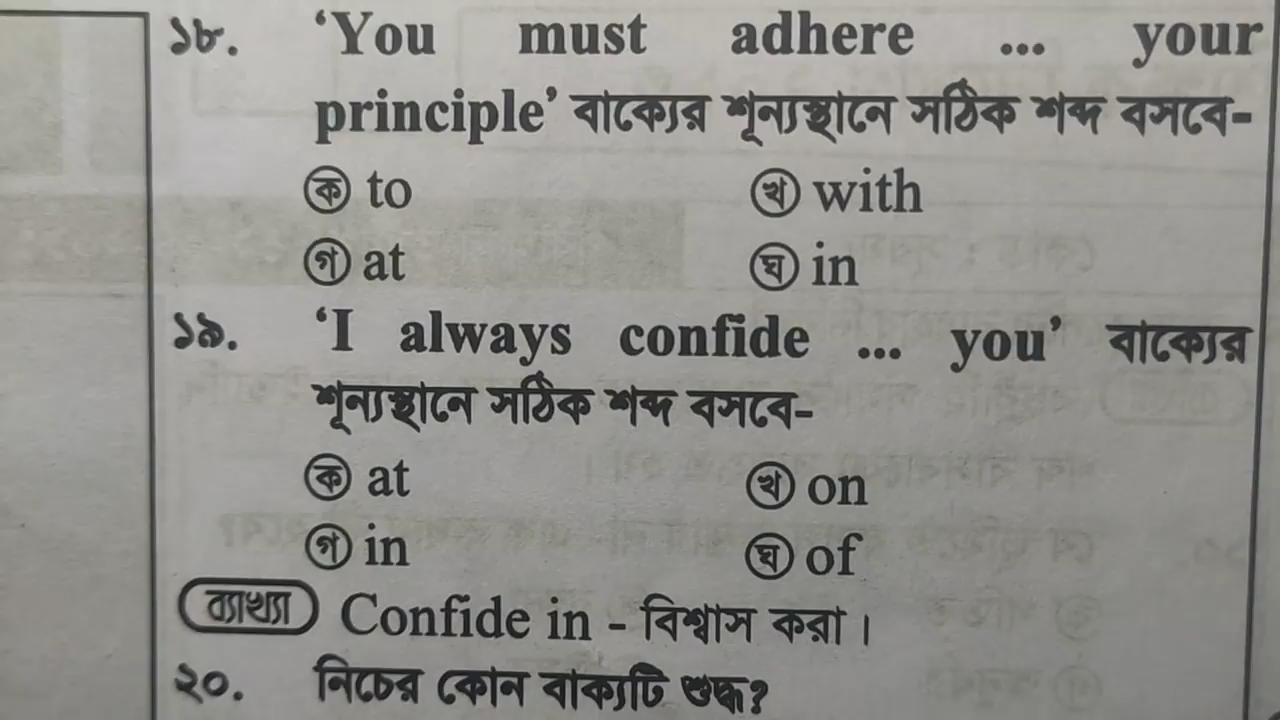 ১৮. ‘You must adhere ... your
principle’ বাক্যের শূন্যস্থানে সঠিক শব্দ বসবে-
ক to খ with
গ at ঘ in
১৯. ‘I always confide ... you’ বাক্যের
শূন্যস্থানে সঠিক শব্দ বসবে-
ক at খ on
গ in ঘ of
ব্যাখ্যা Confide in - বিশ্বাস করা।
২০. নিচের কোন বাক্যটি শুদ্ধ?